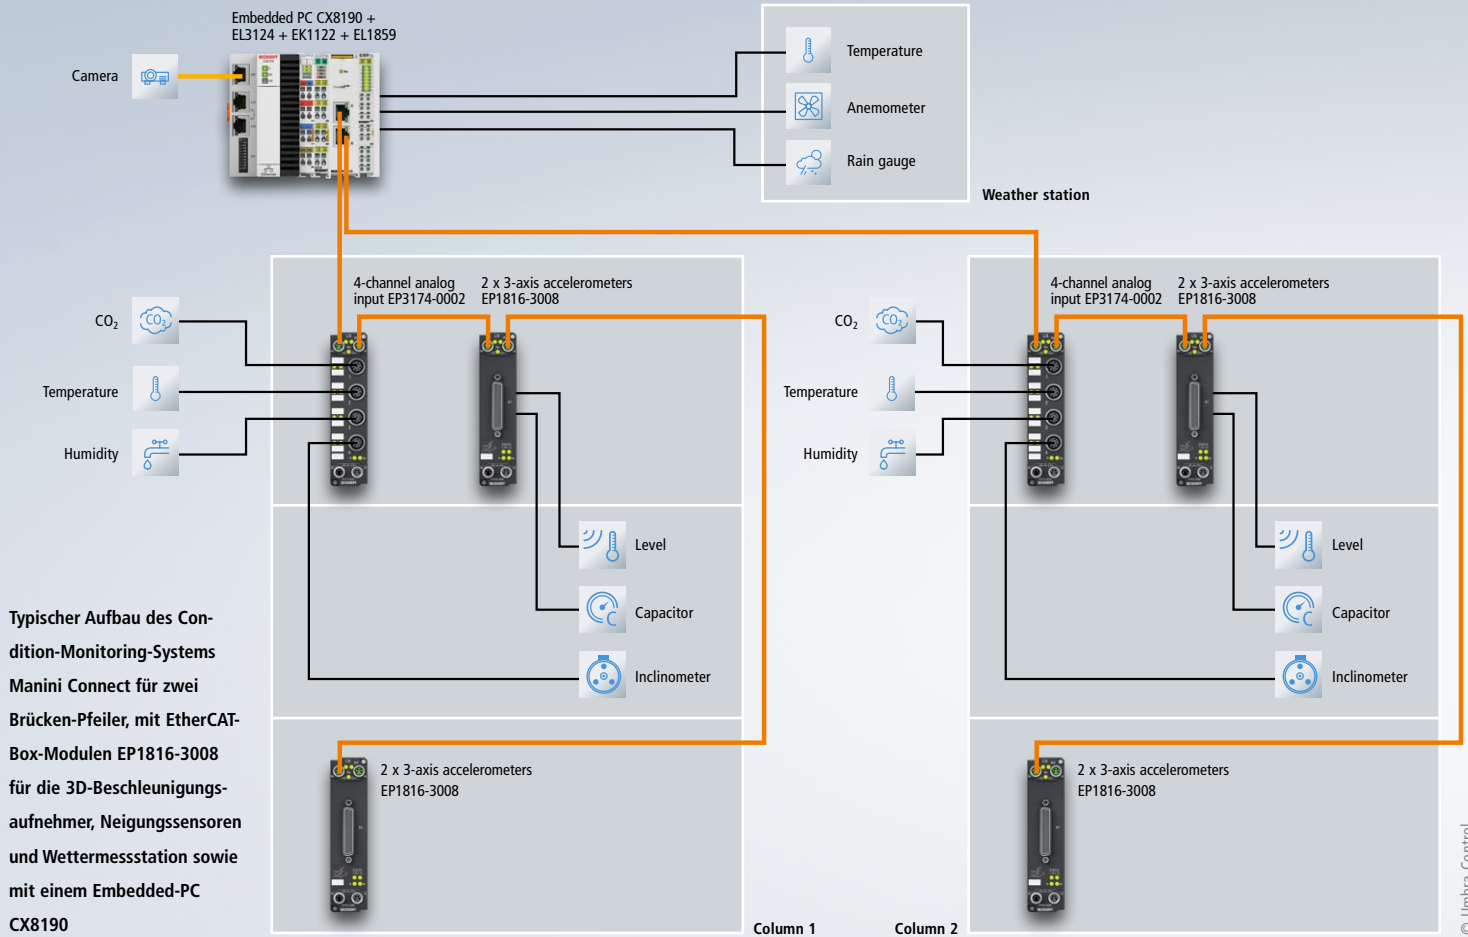 Embedded PC CX8190 +
EL3124 + EK1122 + EL1859
Camera
Temperature
Anemometer
Rain gauge
Weather station
4-channel analog
input EP3174-0002
2 x 3-axis accelerometers
EP1816-3008
CO₂
CO₂
Temperature
Humidity
Level
Capacitor
C
Inclinometer
2 x 3-axis accelerometers
EP1816-3008
Column 1
4-channel analog
input EP3174-0002
2 x 3-axis accelerometers
EP1816-3008
CO₂
CO₂
Temperature
Humidity
Level
Capacitor
C
Inclinometer
2 x 3-axis accelerometers
EP1816-3008
Column 2
Typischer Aufbau des Con-
dition-Monitoring-Systems
Manini Connect für zwei
Brücken-Pfeiler, mit EtherCAT-
Box-Modulen EP1816-3008
für die 3D-Beschleunigungs-
aufnehmer, Neigungssensoren
und Wettermessstation sowie
mit einem Embedded-PC
CX8190
© Umbra Control